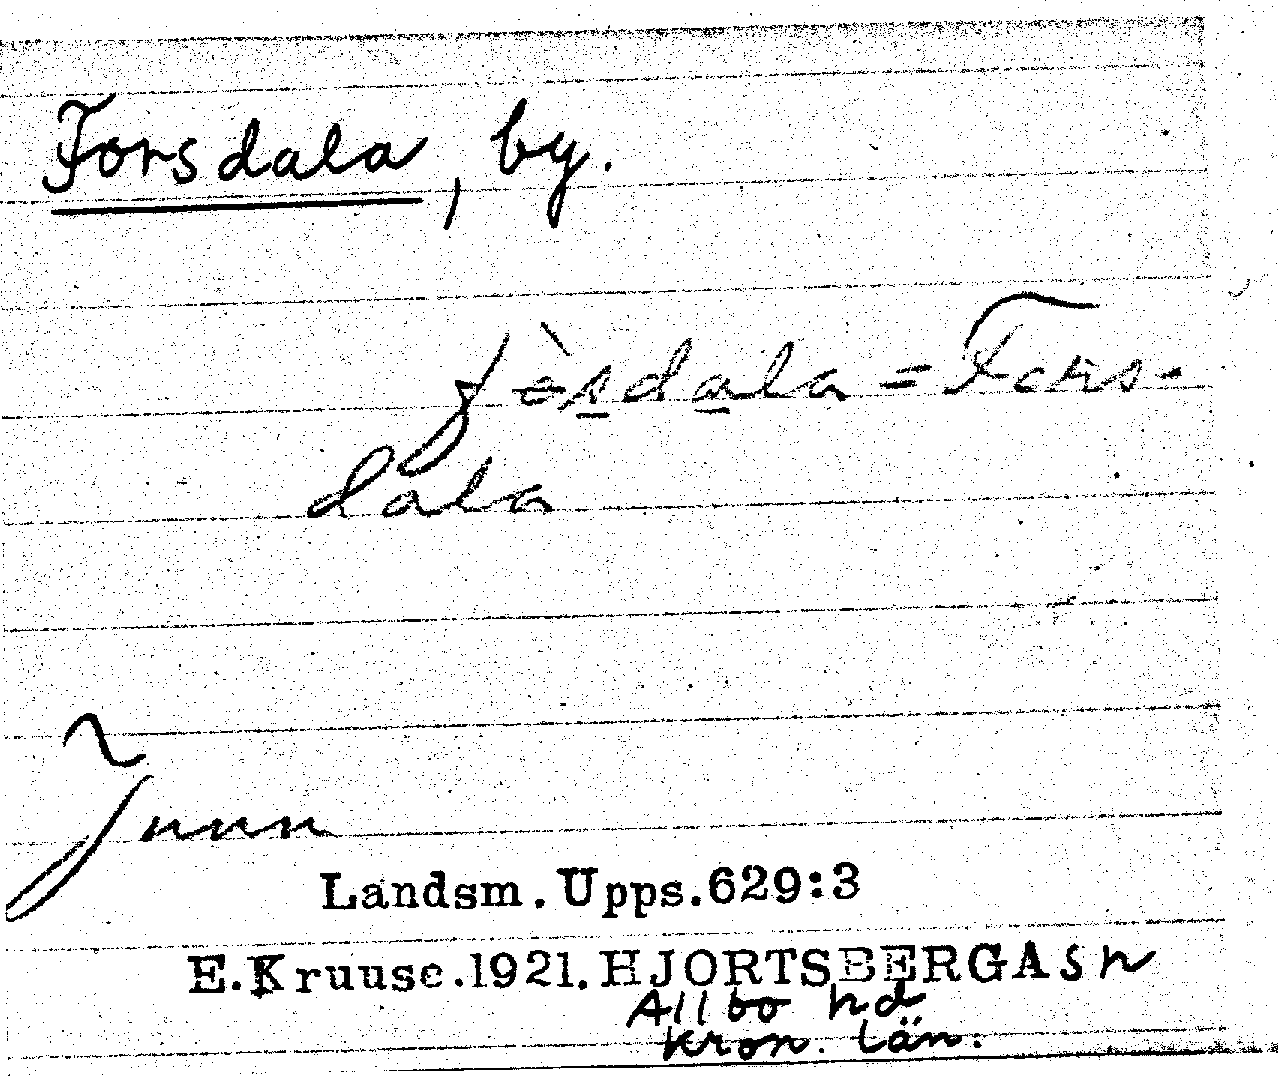 Forsdala, by.
fòsdala = Fors-
dala
Landsm. Upps. 629:3
E. Kruuse. 1921. HJORTSBERGA sn
Allbo hd
Kron. län.